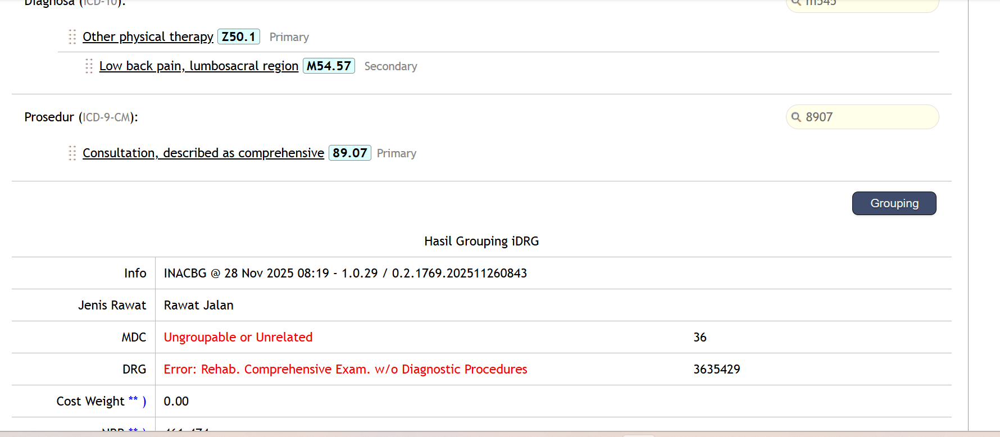 Diagnosa (ICD-10):
m545
Other physical therapy Z50.1 Primary
Low back pain, lumbosacral region M54.57 Secondary
Prosedur (ICD-9-CM):
8907
Consultation, described as comprehensive 89.07 Primary
Grouping
Hasil Grouping iDRG
Info INACBG @ 28 Nov 2025 08:19 - 1.0.29 / 0.2.1769.202511260843
Jenis Rawat Rawat Jalan
MDC Ungroupable or Unrelated 36
DRG Error: Rehab. Comprehensive Exam. w/o Diagnostic Procedures 3635429
Cost Weight ** ) 0.00